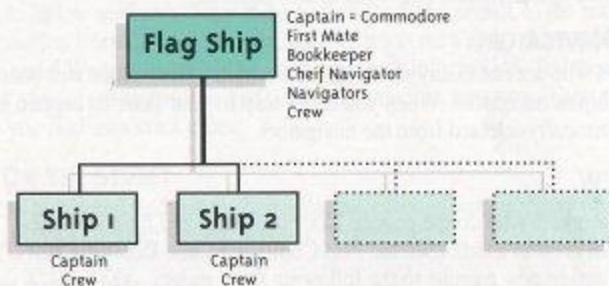 Flag Ship
Captain = Commodore
First Mate
Bookkeeper
Cheif Navigator
Navigators
Crew
Ship 1
Ship 2
Captain
Crew
Captain
Crew